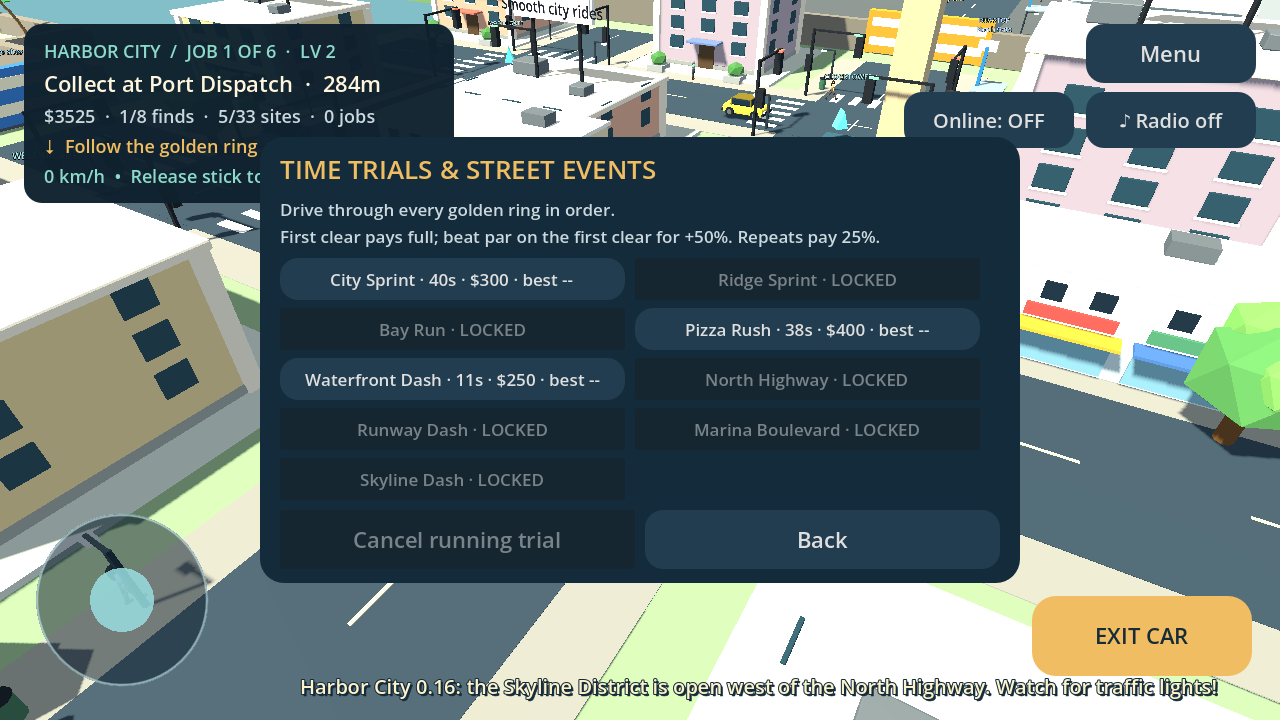 Smooth city rides
HARBOR CITY / JOB 1 OF 6 · LV 2
Collect at Port Dispatch · 284m
$3525 · 1/8 finds · 5/33 sites · 0 jobs
↓ Follow the golden ring
0 km/h • Release stick to
Menu
Online: OFF
♪ Radio off
TIME TRIALS & STREET EVENTS
Drive through every golden ring in order.
First clear pays full; beat par on the first clear for +50%. Repeats pay 25%.
City Sprint · 40s · $300 · best --
Ridge Sprint · LOCKED
Bay Run · LOCKED
Pizza Rush · 38s · $400 · best --
Waterfront Dash · 11s · $250 · best --
North Highway · LOCKED
Runway Dash · LOCKED
Marina Boulevard · LOCKED
Skyline Dash · LOCKED
Cancel running trial
Back
EXIT CAR
Harbor City 0.16: the Skyline District is open west of the North Highway. Watch for traffic lights!